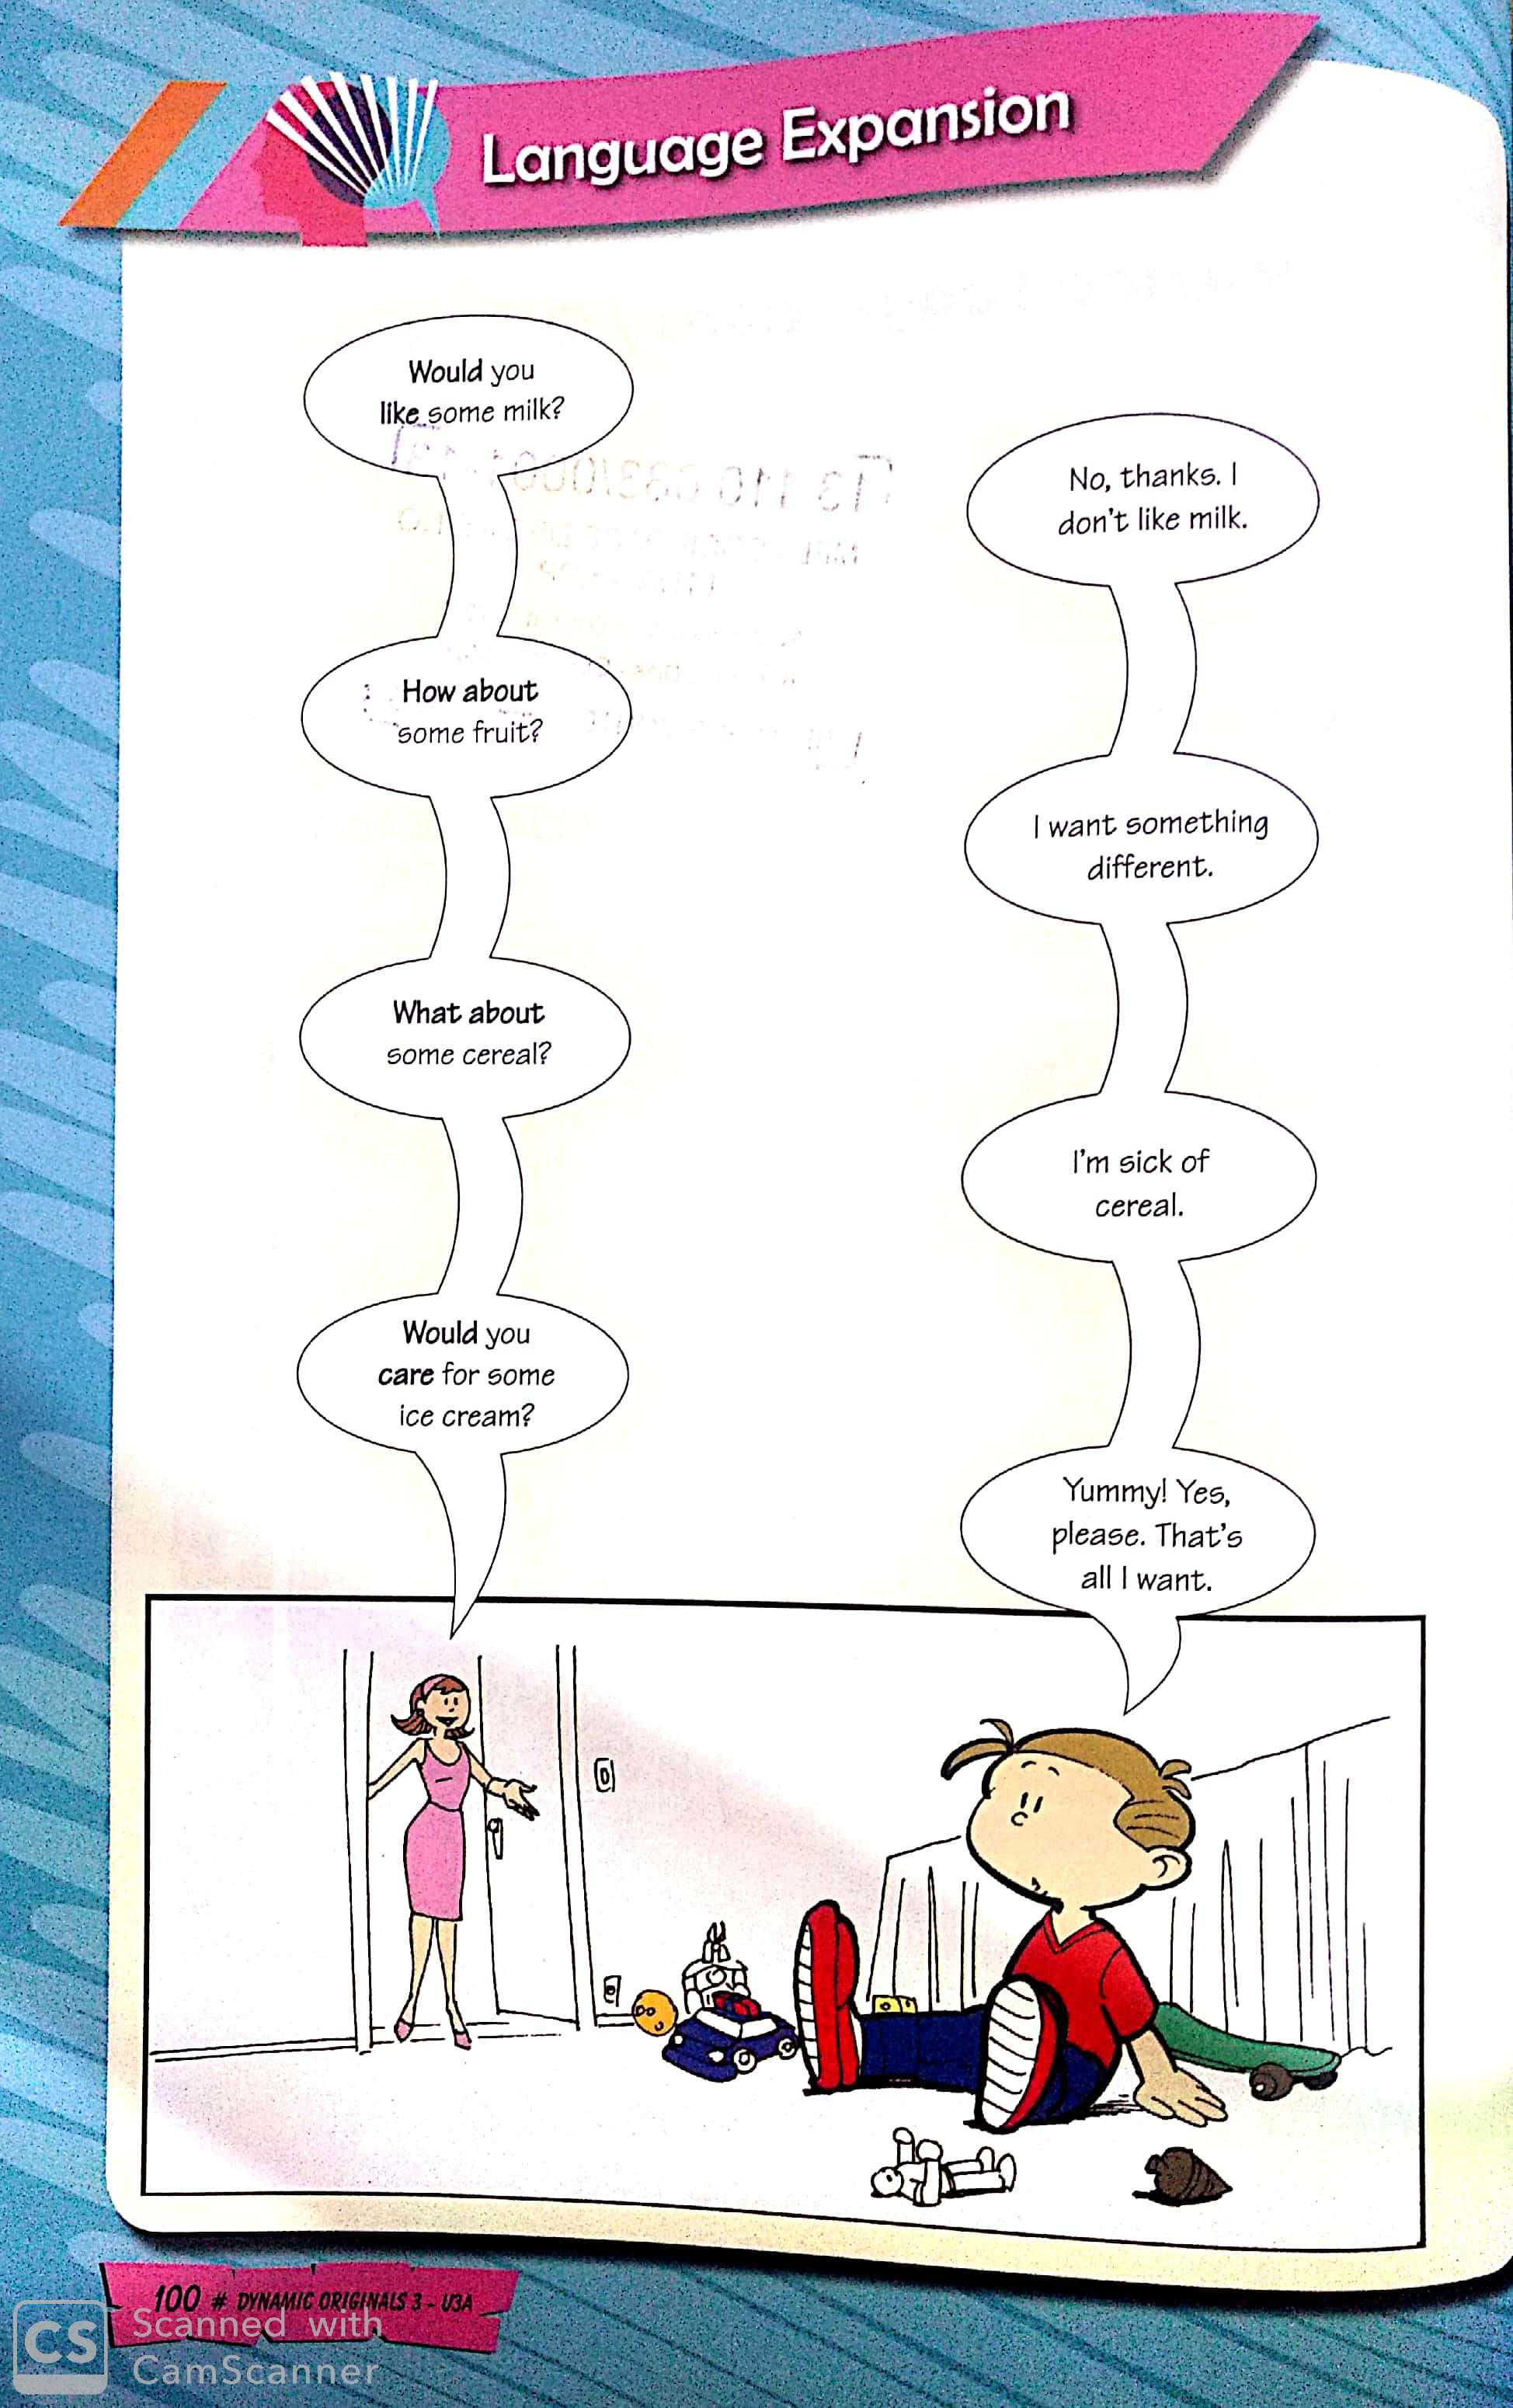 Language Expansion
Would you
like some milk?
No, thanks. I
don't like milk.
How about
some fruit?
I want something
different.
What about
some cereal?
I'm sick of
cereal.
Would you
care for some
ice cream?
Yummy! Yes,
please. That's
all I want.
100 # DYNAMIC ORIGINALS 3 - U3A
CS
Scanned with
CamScanner